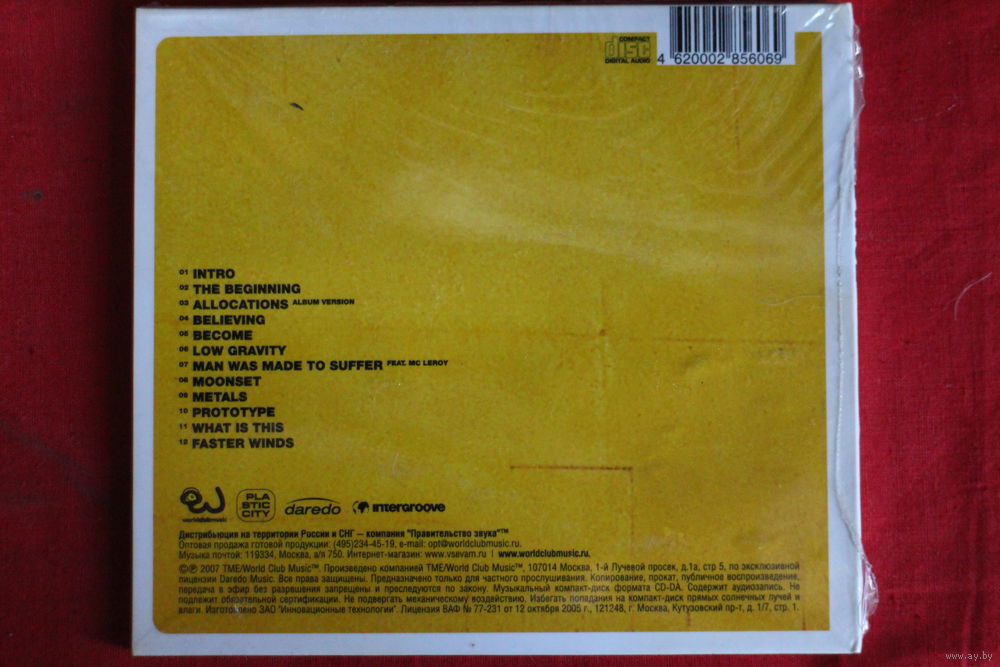 COMPACT
disc
DIGITAL AUDIO
4 620002 856069
01 INTRO
02 THE BEGINNING
03 ALLOCATIONS ALBUM VERSION
04 BELIEVING
05 BECOME
06 LOW GRAVITY
07 MAN WAS MADE TO SUFFER FEAT. MC LEROY
08 MOONSET
09 METALS
10 PROTOTYPE
11 WHAT IS THIS
12 FASTER WINDS
worldclubmusic
PLA
STIC
CITY
daredo
intergroove
Дистрибьюция на территории России и СНГ — компания "Правительство звука"™
Оптовая продажа готовой продукции: (495)234-45-19, e-mail: opt@worldclubmusic.ru.
Музыка почтой: 119334, Москва, а/я 750. Интернет-магазин: www.vsevam.ru | www.worldclubmusic.ru.
©℗ 2007 TME/World Club Music™. Произведено компанией TME/World Club Music™, 107014 Москва, 1-й Лучевой просек, д.1а, стр 5, по эксклюзивной
лицензии Daredo Music. Все права защищены. Предназначено только для частного прослушивания. Копирование, прокат, публичное воспроизведение,
передача в эфир без разрешения запрещены и преследуются по закону. Музыкальный компакт-диск формата CD-DA. Содержит аудиозапись. Не
подлежит обязательной сертификации. Не подвергать механическому воздействию. Избегать попадания на компакт-диск прямых солнечных лучей и
влаги. Изготовлено ЗАО "Инновационные технологии". Лицензия ВАФ № 77-231 от 12 октября 2005 г., 121248, г. Москва, Кутузовский пр-т, д. 1/7, стр. 1.
www.ay.by